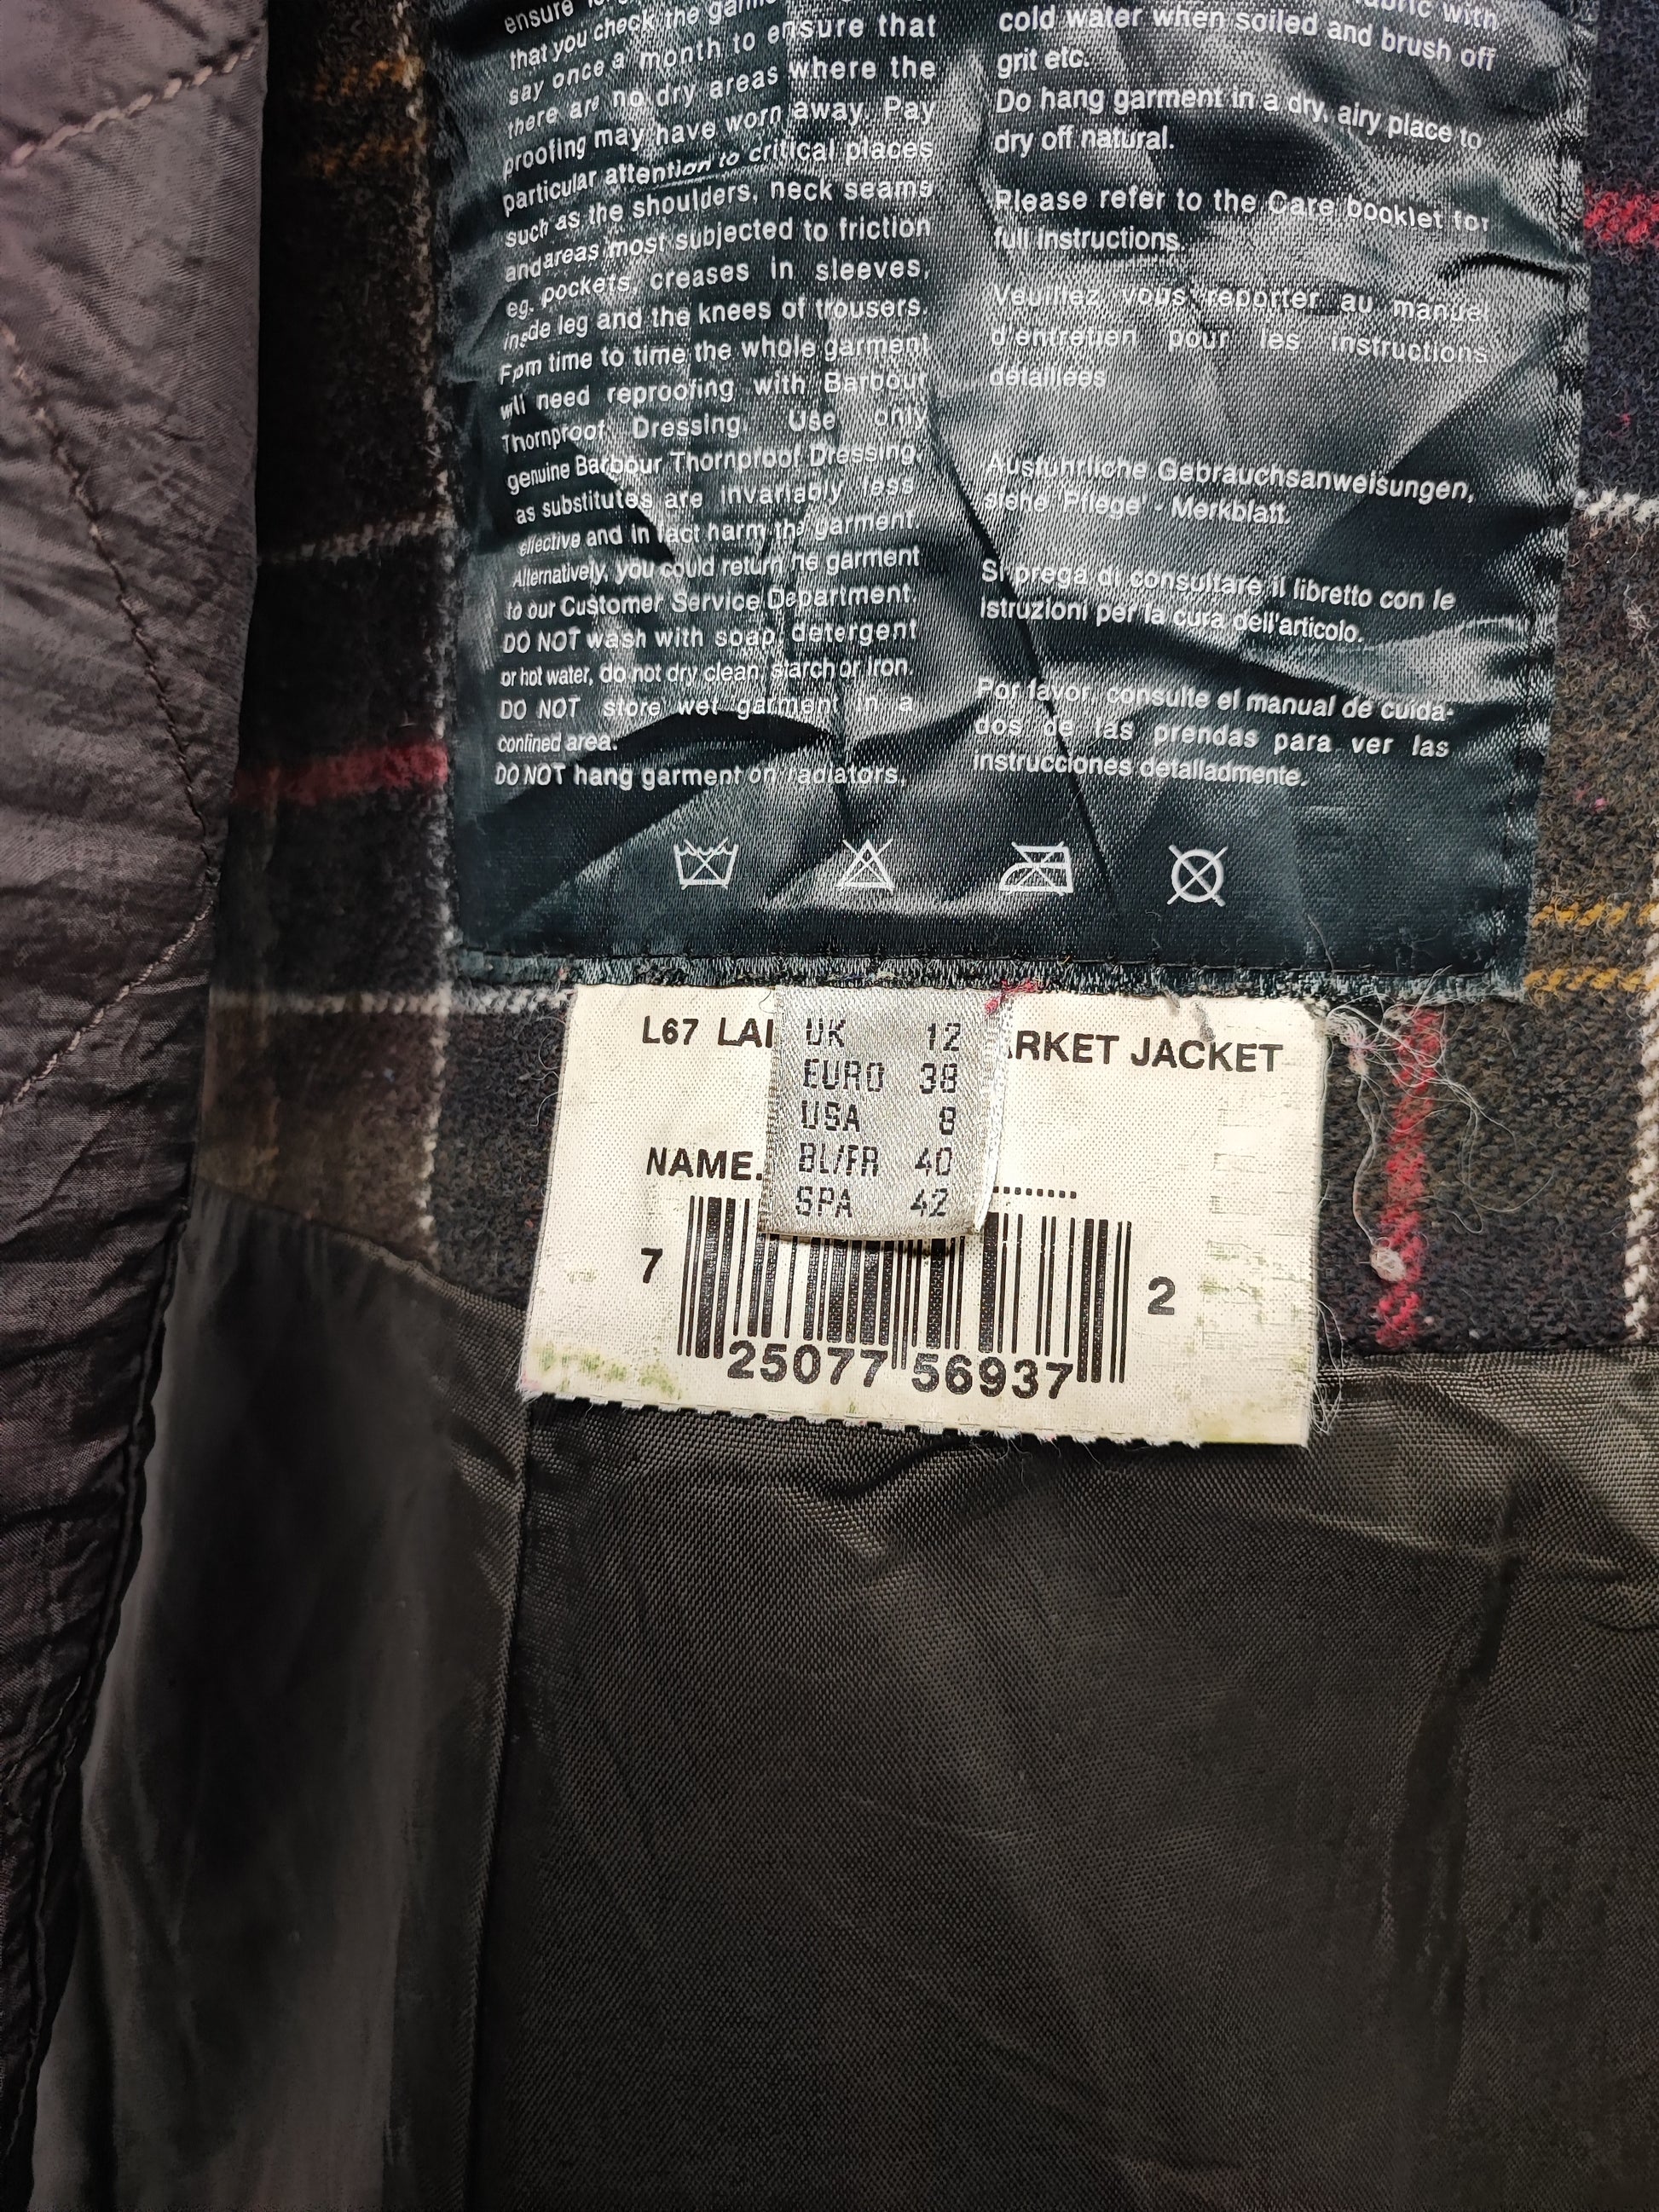 ensure
that you check the
say once a month to ensure that
there are no dry areas where the
proofing may have worn away. Pay
particular attention to critical places
such as the shoulders, neck seams
and areas most subjected to friction
eg. pockets, creases in sleeves,
inside leg and the knees of trousers.
From time to time the whole garment
will need reproofing with Barbour
Thornproof Dressing. Use only
genuine Barbour Thornproof Dressing,
as substitutes are invariably less
effective and in fact harm the garment
Alternatively, you could return he garment
to our Customer Service Department.
DO NOT wash with soap, detergent
or hot water, do not dry clean, starch or iron.
DO NOT store wet garment in a
confined area.
DO NOT hang garment on radiators.
with
cold water when soiled and brush off
grit etc.
Do hang garment in a dry, airy place to
dry off natural.
Please refer to the Care booklet for
full Instructions.
Veuillez vous reporter au manuel
d'entretien pour les instructions
détaillées
Ausführliche Gebrauchsanweisungen,
siehe 'Pflege' - Merkblatt.
Si prega di consultare il libretto con le
istruzioni per la cura dell'articolo.
Por favor, consulte el manual de cuida-
dos de las prendas para ver las
instrucciones detalladmente.
L67 RKET JACKET
UK 12
EURO 38
USA 8
BL/FR 40
SPA 42
NAME..........
7 25077 56937 2